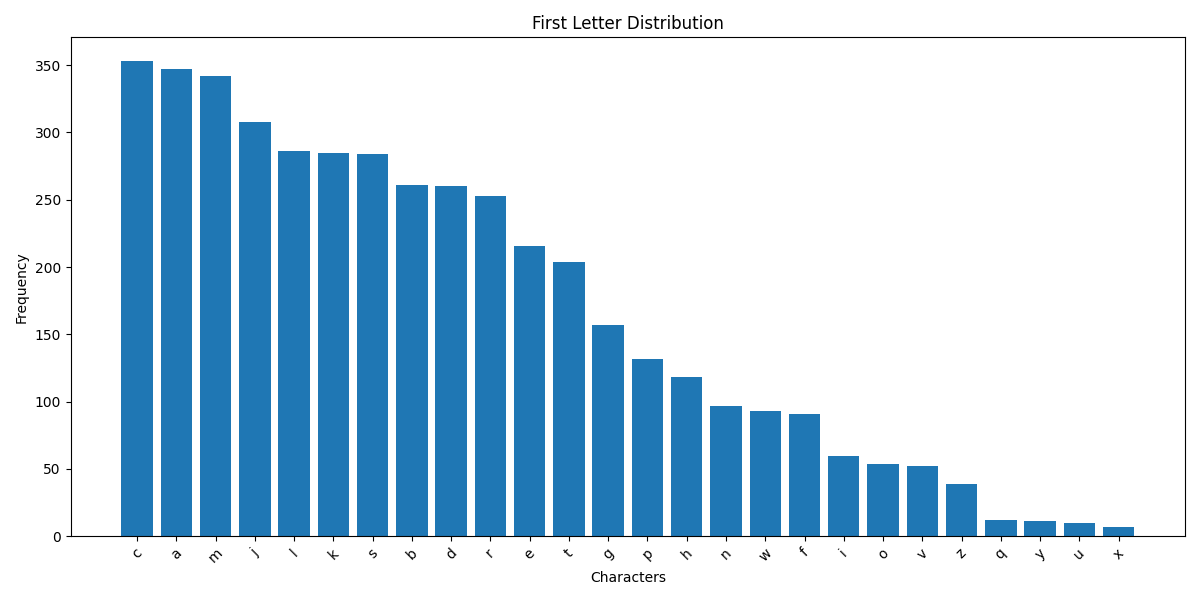 First Letter Distribution
Frequency
350
300
250
200
150
100
50
0
c a m j l k s b d r e t g p h n w f i o v z q y u x
Characters